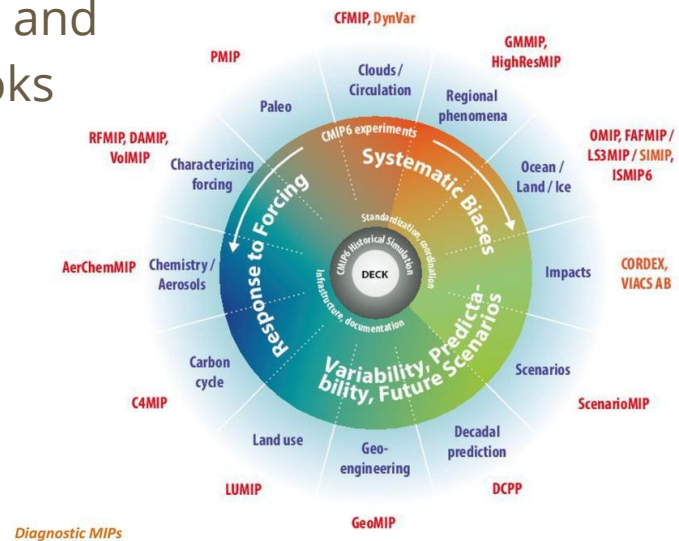 and
oks
CFMIP, DynVar
GMMIP,
HighResMIP
PMIP
Clouds /
Circulation
Regional
phenomena
Paleo
OMIP, FAFMIP /
LS3MIP / SIMIP,
ISMIP6
RFMIP, DAMIP,
VolMIP
CMIP6 experiments
Characterizing
forcing
Systematic Biases
Ocean /
Land / Ice
Response to Forcing
Standardization, coordination
CMIP6 Historical Simulation
DECK
Infrastructure, documentation
AerChemMIP
Chemistry /
Aerosols
Impacts
CORDEX,
VIACS AB
Variability, Predicta-
bility, Future Scenarios
Carbon
cycle
Scenarios
C4MIP
ScenarioMIP
Land use
Geo-
engineering
Decadal
prediction
LUMIP
DCPP
GeoMIP
Diagnostic MIPs